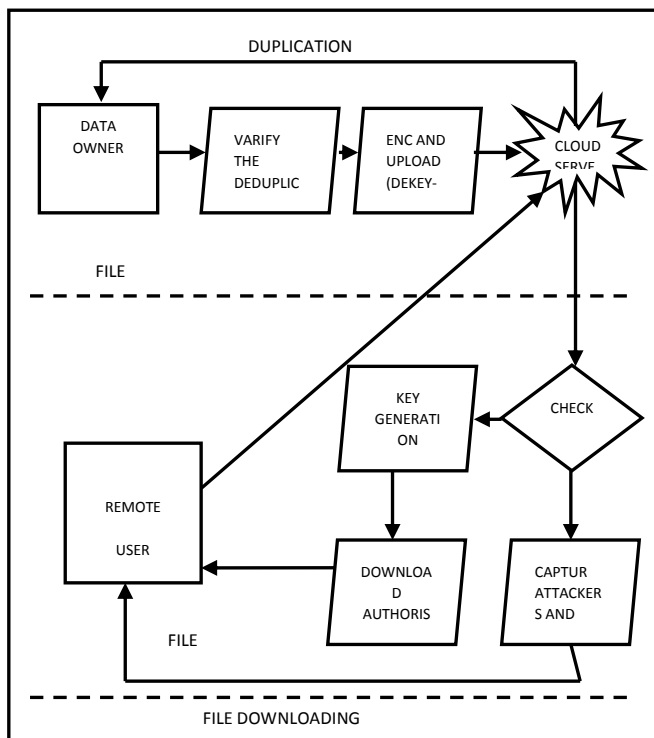 DUPLICATION
DATA
OWNER
VARIFY
THE
DEDUPLIC
ENC AND
UPLOAD
(DEKEY-
CLOUD
SERVE
FILE
KEY
GENERATI
ON
CHECK
REMOTE
USER
DOWNLOA
D
AUTHORIS
CAPTUR
ATTACKER
S AND
FILE
FILE DOWNLOADING